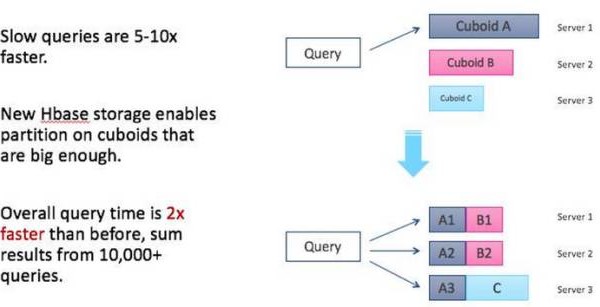 Slow queries are 5-10x
faster.
New Hbase storage enables
partition on cuboids that
are big enough.
Overall query time is 2x
faster than before, sum
results from 10,000+
queries.
Query
Cuboid A
Server 1
Cuboid B
Server 2
Cuboid C
Server 3
Query
A1 B1
Server 1
A2 B2
Server 2
A3 C
Server 3